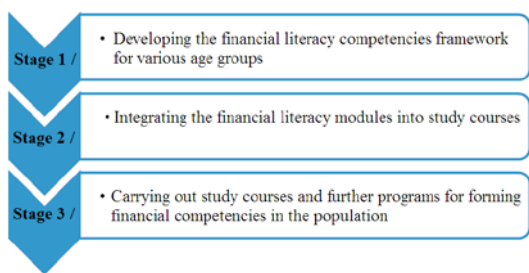 Stage 1 /
• Developing the financial literacy competencies framework
for various age groups
Stage 2 /
• Integrating the financial literacy modules into study courses
Stage 3 /
• Carrying out study courses and further programs for forming
financial competencies in the population